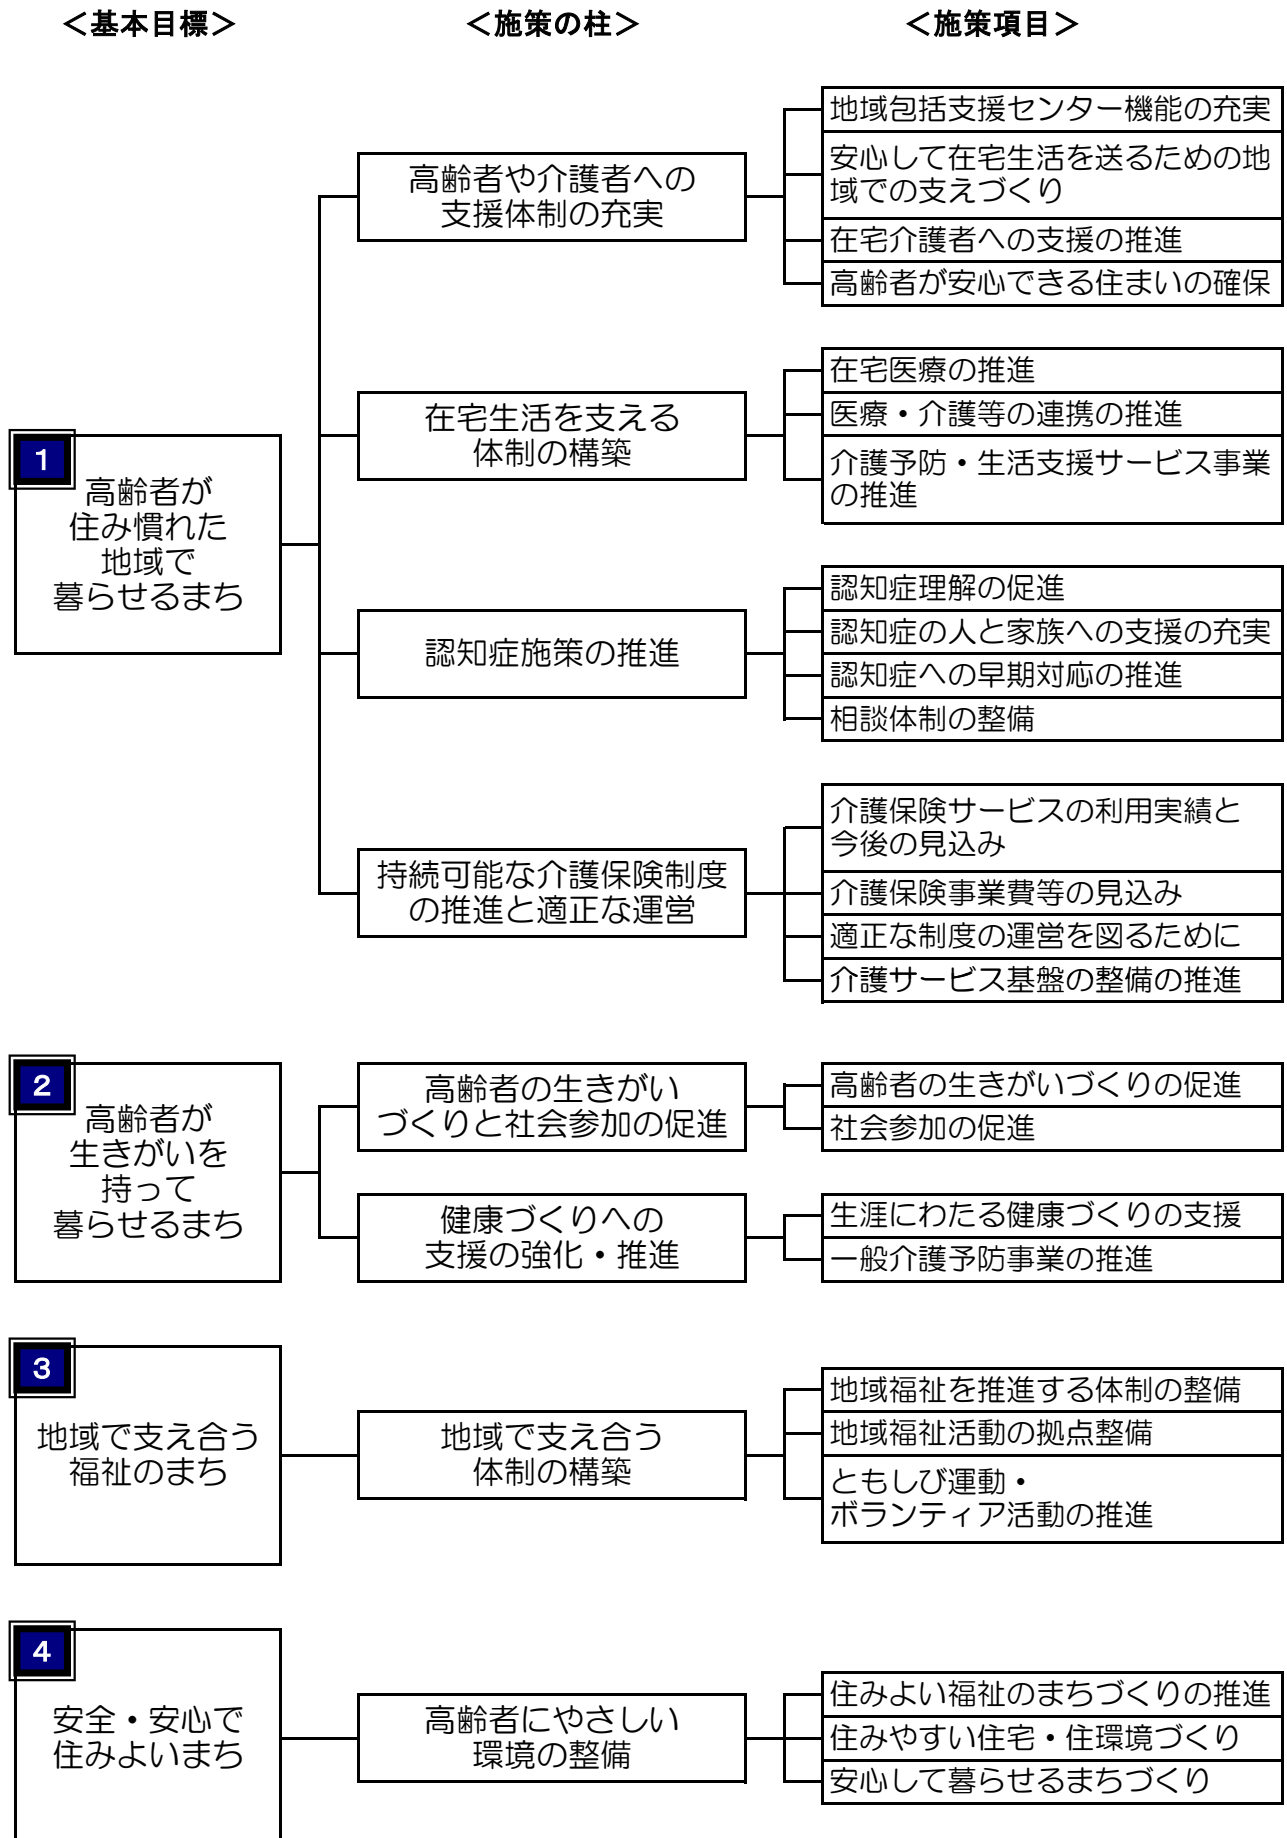 ＜基本目標＞
＜施策の柱＞
＜施策項目＞
1
高齢者が
住み慣れた
地域で
暮らせるまち
高齢者や介護者への
支援体制の充実
地域包括支援センター機能の充実
安心して在宅生活を送るための地
域での支えづくり
在宅介護者への支援の推進
高齢者が安心できる住まいの確保
在宅生活を支える
体制の構築
在宅医療の推進
医療・介護等の連携の推進
介護予防・生活支援サービス事業
の推進
認知症施策の推進
認知症理解の促進
認知症の人と家族への支援の充実
認知症への早期対応の推進
相談体制の整備
持続可能な介護保険制度
の推進と適正な運営
介護保険サービスの利用実績と
今後の見込み
介護保険事業費等の見込み
適正な制度の運営を図るために
介護サービス基盤の整備の推進
2
高齢者が
生きがいを
持って
暮らせるまち
高齢者の生きがい
づくりと社会参加の促進
高齢者の生きがいづくりの促進
社会参加の促進
健康づくりへの
支援の強化・推進
生涯にわたる健康づくりの支援
一般介護予防事業の推進
3
地域で支え合う
福祉のまち
地域で支え合う
体制の構築
地域福祉を推進する体制の整備
地域福祉活動の拠点整備
ともしび運動・
ボランティア活動の推進
4
安全・安心で
住みよいまち
高齢者にやさしい
環境の整備
住みよい福祉のまちづくりの推進
住みやすい住宅・住環境づくり
安心して暮らせるまちづくり